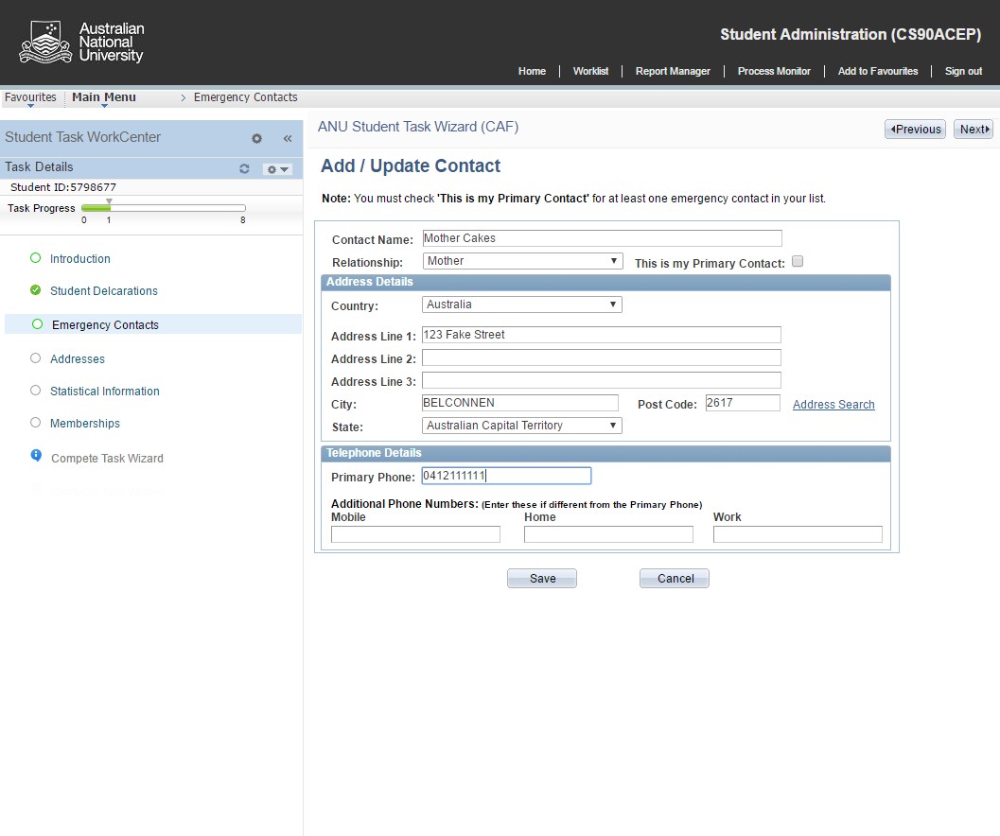 Australian
National
University
Student Administration (CS90ACEP)
Home Worklist Report Manager Process Monitor Add to Favourites Sign out
Favourites Main Menu > Emergency Contacts
Student Task WorkCenter «
ANU Student Task Wizard (CAF)
Previous Next
Task Details
Student ID:5798677
Task Progress
0 1 8
Introduction
Student Delcarations
Emergency Contacts
Addresses
Statistical Information
Memberships
Compete Task Wizard
Add / Update Contact
Note: You must check 'This is my Primary Contact' for at least one emergency contact in your list.
Contact Name: Mother Cakes
Relationship: Mother This is my Primary Contact:
Address Details
Country: Australia
Address Line 1: 123 Fake Street
Address Line 2:
Address Line 3:
City: BELCONNEN Post Code: 2617 Address Search
State: Australian Capital Territory
Telephone Details
Primary Phone: 0412111111
Additional Phone Numbers: (Enter these if different from the Primary Phone)
Mobile Home Work
Save Cancel